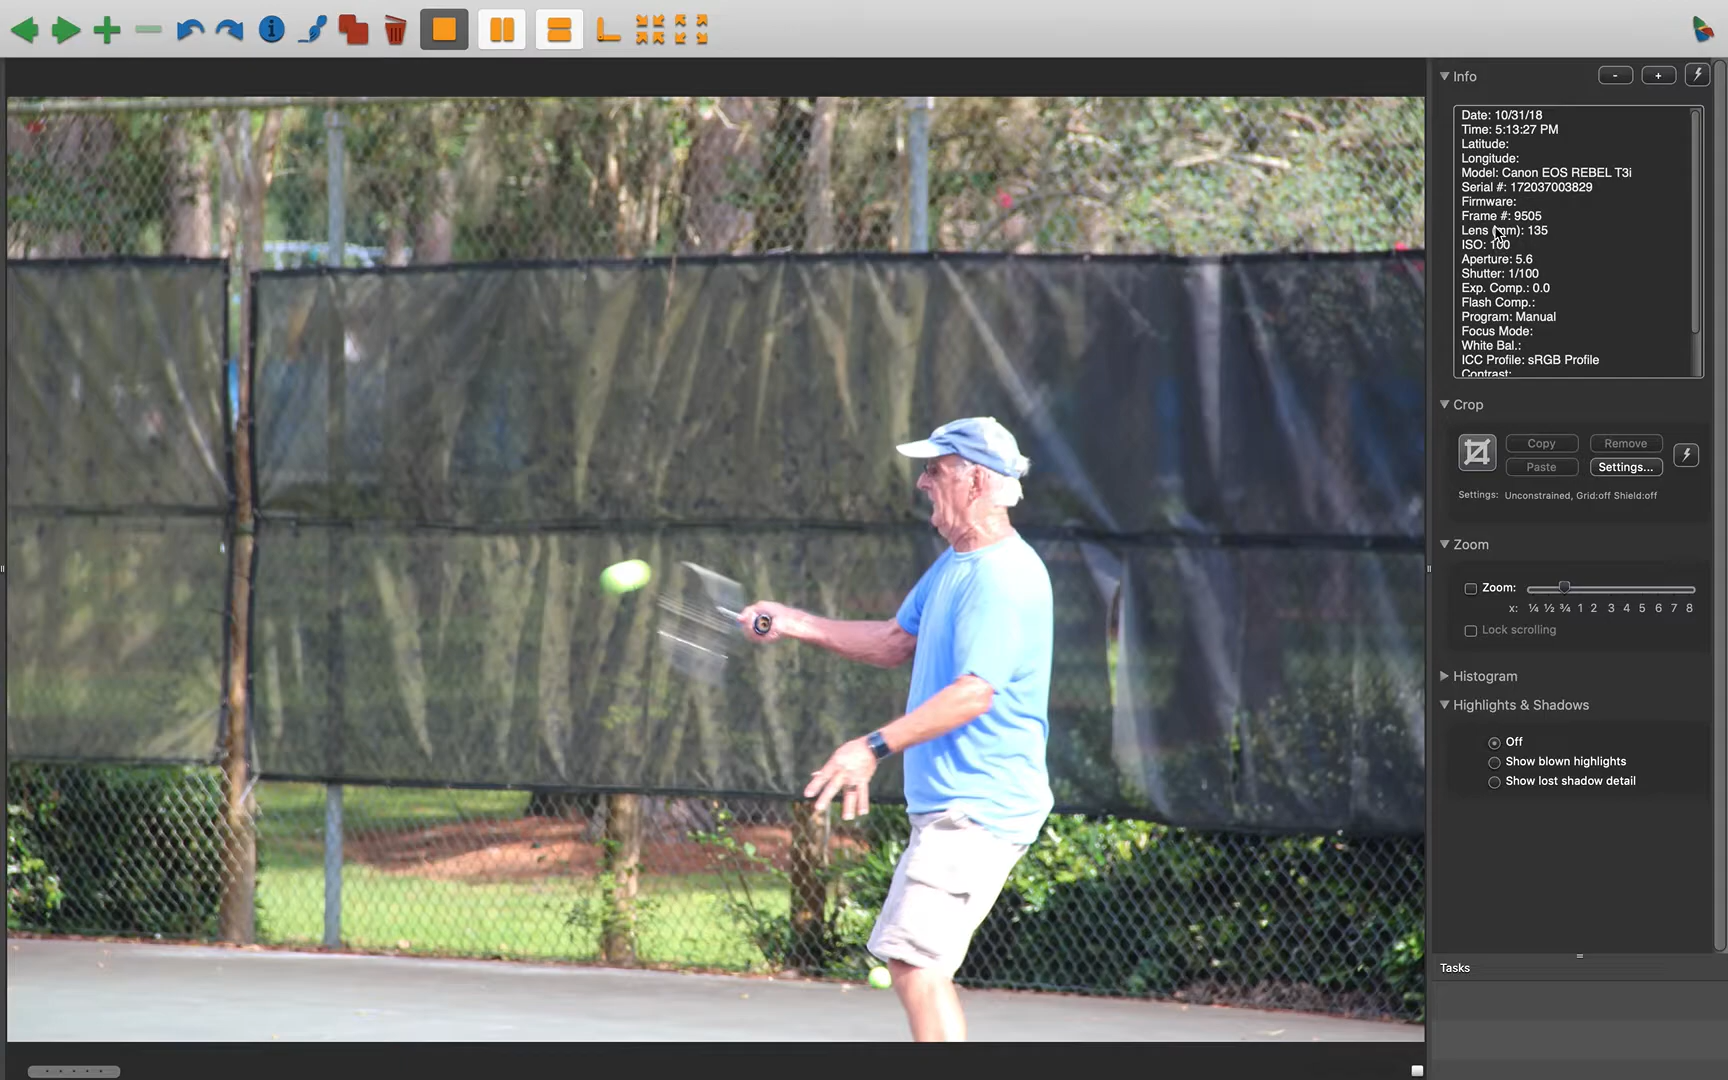 Info
-
+
Date: 10/31/18
Time: 5:13:27 PM
Latitude:
Longitude:
Model: Canon EOS REBEL T3i
Serial #: 172037003829
Firmware:
Frame #: 9505
Lens (mm): 135
ISO: 100
Aperture: 5.6
Shutter: 1/100
Exp. Comp.: 0.0
Flash Comp.:
Program: Manual
Focus Mode:
White Bal.:
ICC Profile: sRGB Profile
Contrast:
Crop
Copy Remove
Paste Settings...
Settings: Unconstrained, Grid:off Shield:off
Zoom
Zoom:
x: ¼ ½ ¾ 1 2 3 4 5 6 7 8
Lock scrolling
Histogram
Highlights & Shadows
Off
Show blown highlights
Show lost shadow detail
Tasks